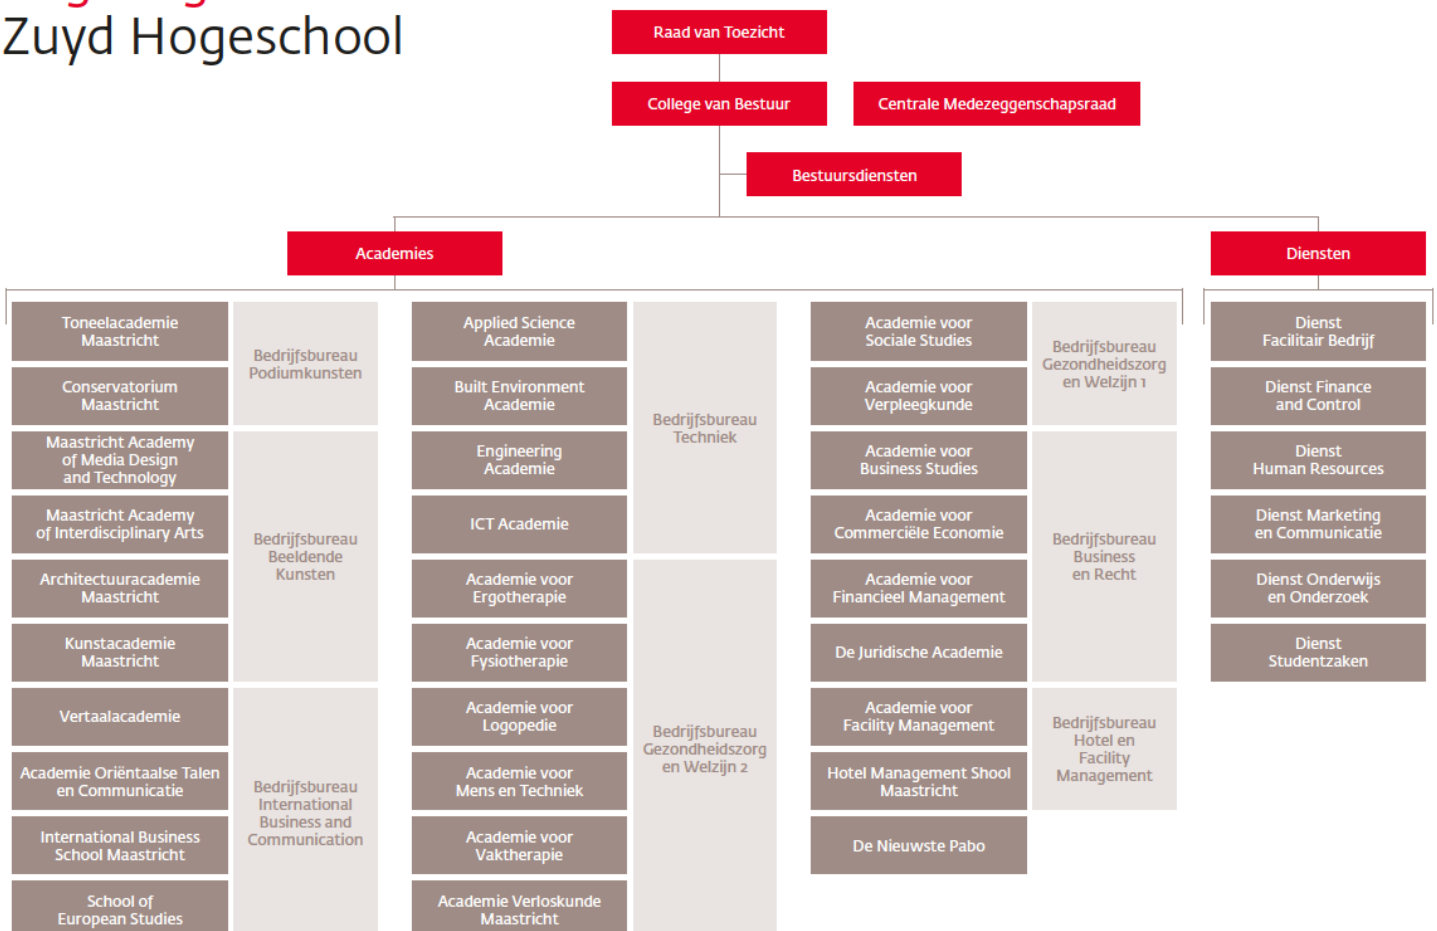 Zuyd Hogeschool
Raad van Toezicht
College van Bestuur
Centrale Medezeggenschapsraad
Bestuursdiensten
Academies
Diensten
Toneelacademie
Maastricht
Conservatorium
Maastricht
Bedrijfsbureau
Podiumkunsten
Maastricht Academy
of Media Design
and Technology
Maastricht Academy
of Interdisciplinary Arts
Architectuuracademie
Maastricht
Kunstacademie
Maastricht
Bedrijfsbureau
Beeldende
Kunsten
Vertaalacademie
Academie Oriëntaalse Talen
en Communicatie
International Business
School Maastricht
School of
European Studies
Bedrijfsbureau
International
Business and
Communication
Applied Science
Academie
Built Environment
Academie
Engineering
Academie
ICT Academie
Bedrijfsbureau
Techniek
Academie voor
Ergotherapie
Academie voor
Fysiotherapie
Academie voor
Logopedie
Academie voor
Mens en Techniek
Academie voor
Vaktherapie
Academie Verloskunde
Maastricht
Bedrijfsbureau
Gezondheidszorg
en Welzijn 2
Academie voor
Sociale Studies
Academie voor
Verpleegkunde
Bedrijfsbureau
Gezondheidszorg
en Welzijn 1
Academie voor
Business Studies
Academie voor
Commerciële Economie
Academie voor
Financieel Management
De Juridische Academie
Bedrijfsbureau
Business
en Recht
Academie voor
Facility Management
Hotel Management Shool
Maastricht
Bedrijfsbureau
Hotel en
Facility
Management
De Nieuwste Pabo
Dienst
Facilitair Bedrijf
Dienst Finance
and Control
Dienst
Human Resources
Dienst Marketing
en Communicatie
Dienst Onderwijs
en Onderzoek
Dienst
Studentzaken